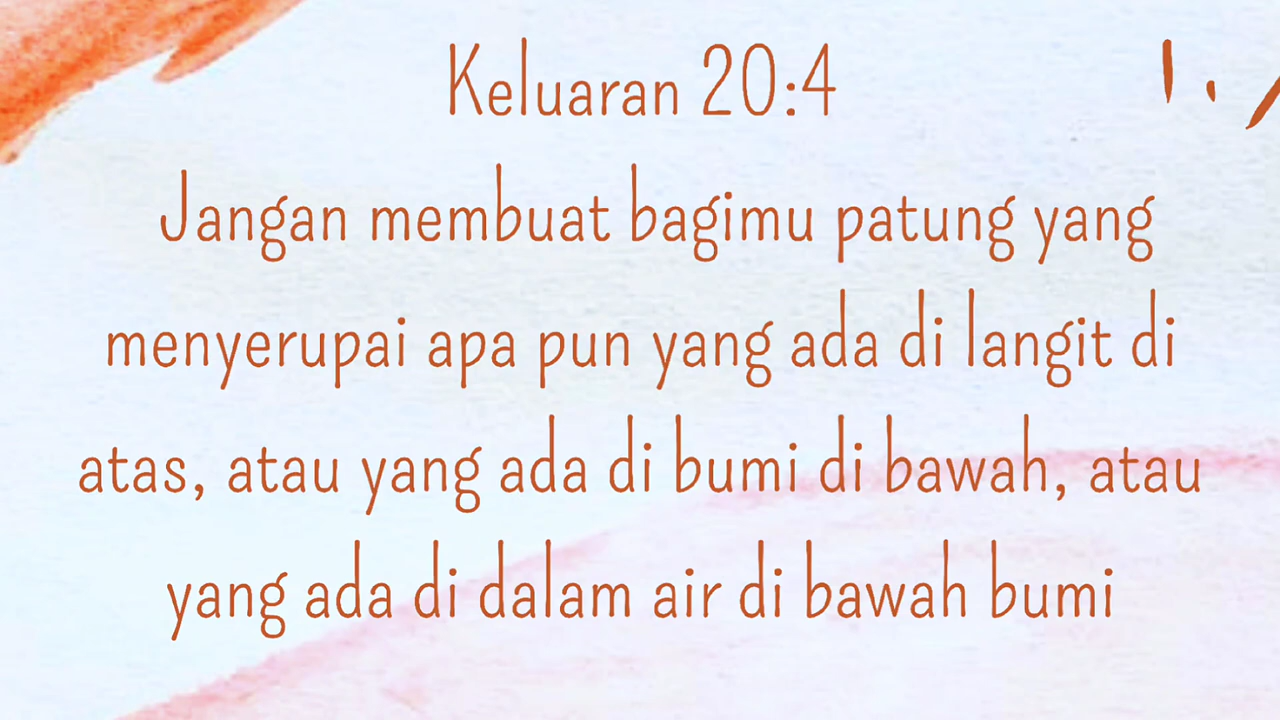 Keluaran 20:4
Jangan membuat bagimu patung yang
menyerupai apa pun yang ada di langit di
atas, atau yang ada di bumi di bawah, atau
yang ada di dalam air di bawah bumi